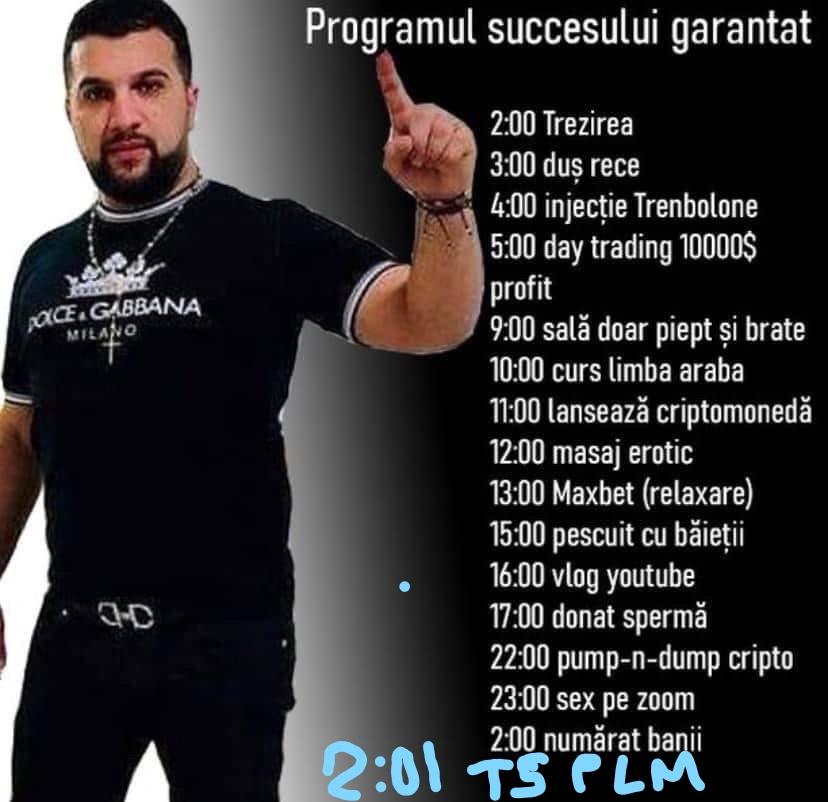 Programul succesului garantat
2:00 Trezirea
3:00 duș rece
4:00 injecție Trenbolone
5:00 day trading 10000$
profit
9:00 sală doar piept și brate
10:00 curs limba araba
11:00 lansează criptomonedă
12:00 masaj erotic
13:00 Maxbet (relaxare)
15:00 pescuit cu băieții
16:00 vlog youtube
17:00 donat spermă
22:00 pump-n-dump cripto
23:00 sex pe zoom
2:00 numărat banii
2:01 TS PLM
DOLCE & GABBANA
MILANO